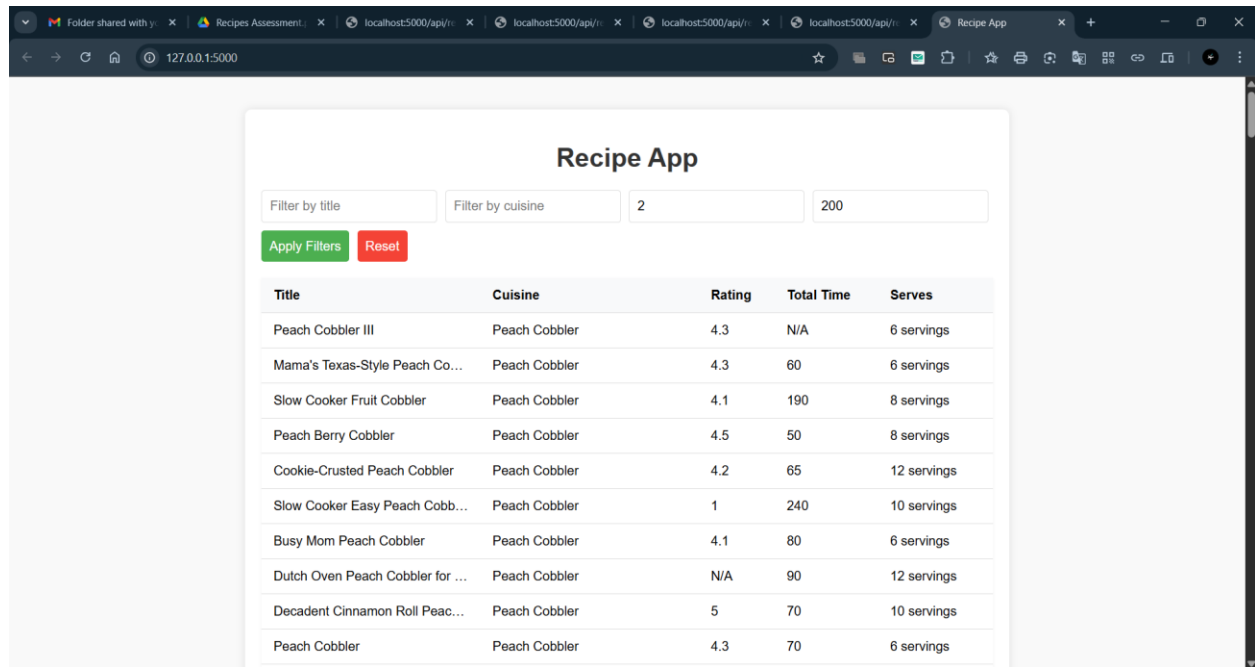 Folder shared with yo
Recipes Assessment.p
localhost:5000/api/re
localhost:5000/api/re
localhost:5000/api/re
localhost:5000/api/re
Recipe App
127.0.0.1:5000
Recipe App
Filter by title Filter by cuisine 2 200
Apply Filters Reset
Title Cuisine Rating Total Time Serves
Peach Cobbler III Peach Cobbler 4.3 N/A 6 servings
Mama's Texas-Style Peach Co... Peach Cobbler 4.3 60 6 servings
Slow Cooker Fruit Cobbler Peach Cobbler 4.1 190 8 servings
Peach Berry Cobbler Peach Cobbler 4.5 50 8 servings
Cookie-Crusted Peach Cobbler Peach Cobbler 4.2 65 12 servings
Slow Cooker Easy Peach Cobb... Peach Cobbler 1 240 10 servings
Busy Mom Peach Cobbler Peach Cobbler 4.1 80 6 servings
Dutch Oven Peach Cobbler for ... Peach Cobbler N/A 90 12 servings
Decadent Cinnamon Roll Peac... Peach Cobbler 5 70 10 servings
Peach Cobbler Peach Cobbler 4.3 70 6 servings